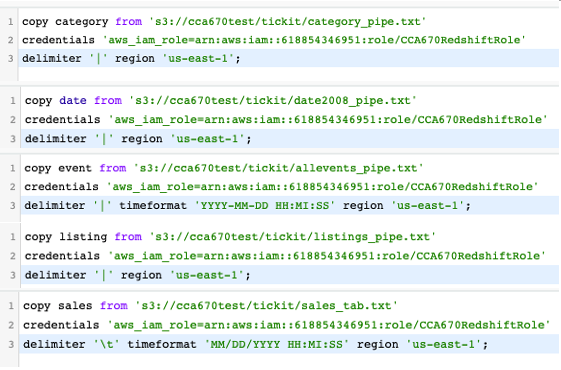 1 copy category from 's3://cca670test/tickit/category_pipe.txt'
2 credentials 'aws_iam_role=arn:aws:iam::618854346951:role/CCA670RedshiftRole'
3 delimiter '|' region 'us-east-1';
1 copy date from 's3://cca670test/tickit/date2008_pipe.txt'
2 credentials 'aws_iam_role=arn:aws:iam::618854346951:role/CCA670RedshiftRole'
3 delimiter '|' region 'us-east-1';
1 copy event from 's3://cca670test/tickit/allevents_pipe.txt'
2 credentials 'aws_iam_role=arn:aws:iam::618854346951:role/CCA670RedshiftRole'
3 delimiter '|' timeformat 'YYYY-MM-DD HH:MI:SS' region 'us-east-1';
1 copy listing from 's3://cca670test/tickit/listings_pipe.txt'
2 credentials 'aws_iam_role=arn:aws:iam::618854346951:role/CCA670RedshiftRole'
3 delimiter '|' region 'us-east-1';
1 copy sales from 's3://cca670test/tickit/sales_tab.txt'
2 credentials 'aws_iam_role=arn:aws:iam::618854346951:role/CCA670RedshiftRole'
3 delimiter '\t' timeformat 'MM/DD/YYYY HH:MI:SS' region 'us-east-1';